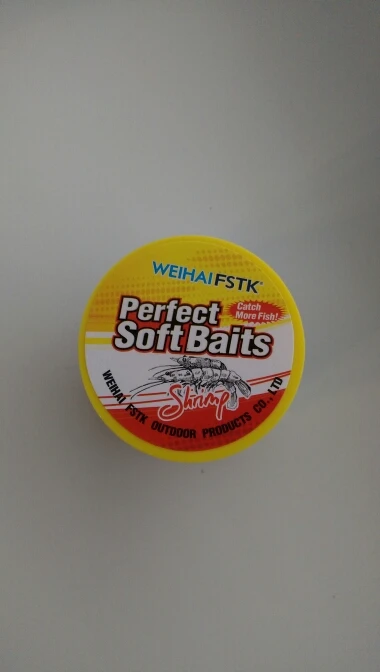 WEIHAI FSTK
Perfect
Catch
More Fish!
Soft Baits
Shrimp
WEIHAI FSTK OUTDOOR PRODUCTS CO., LTD